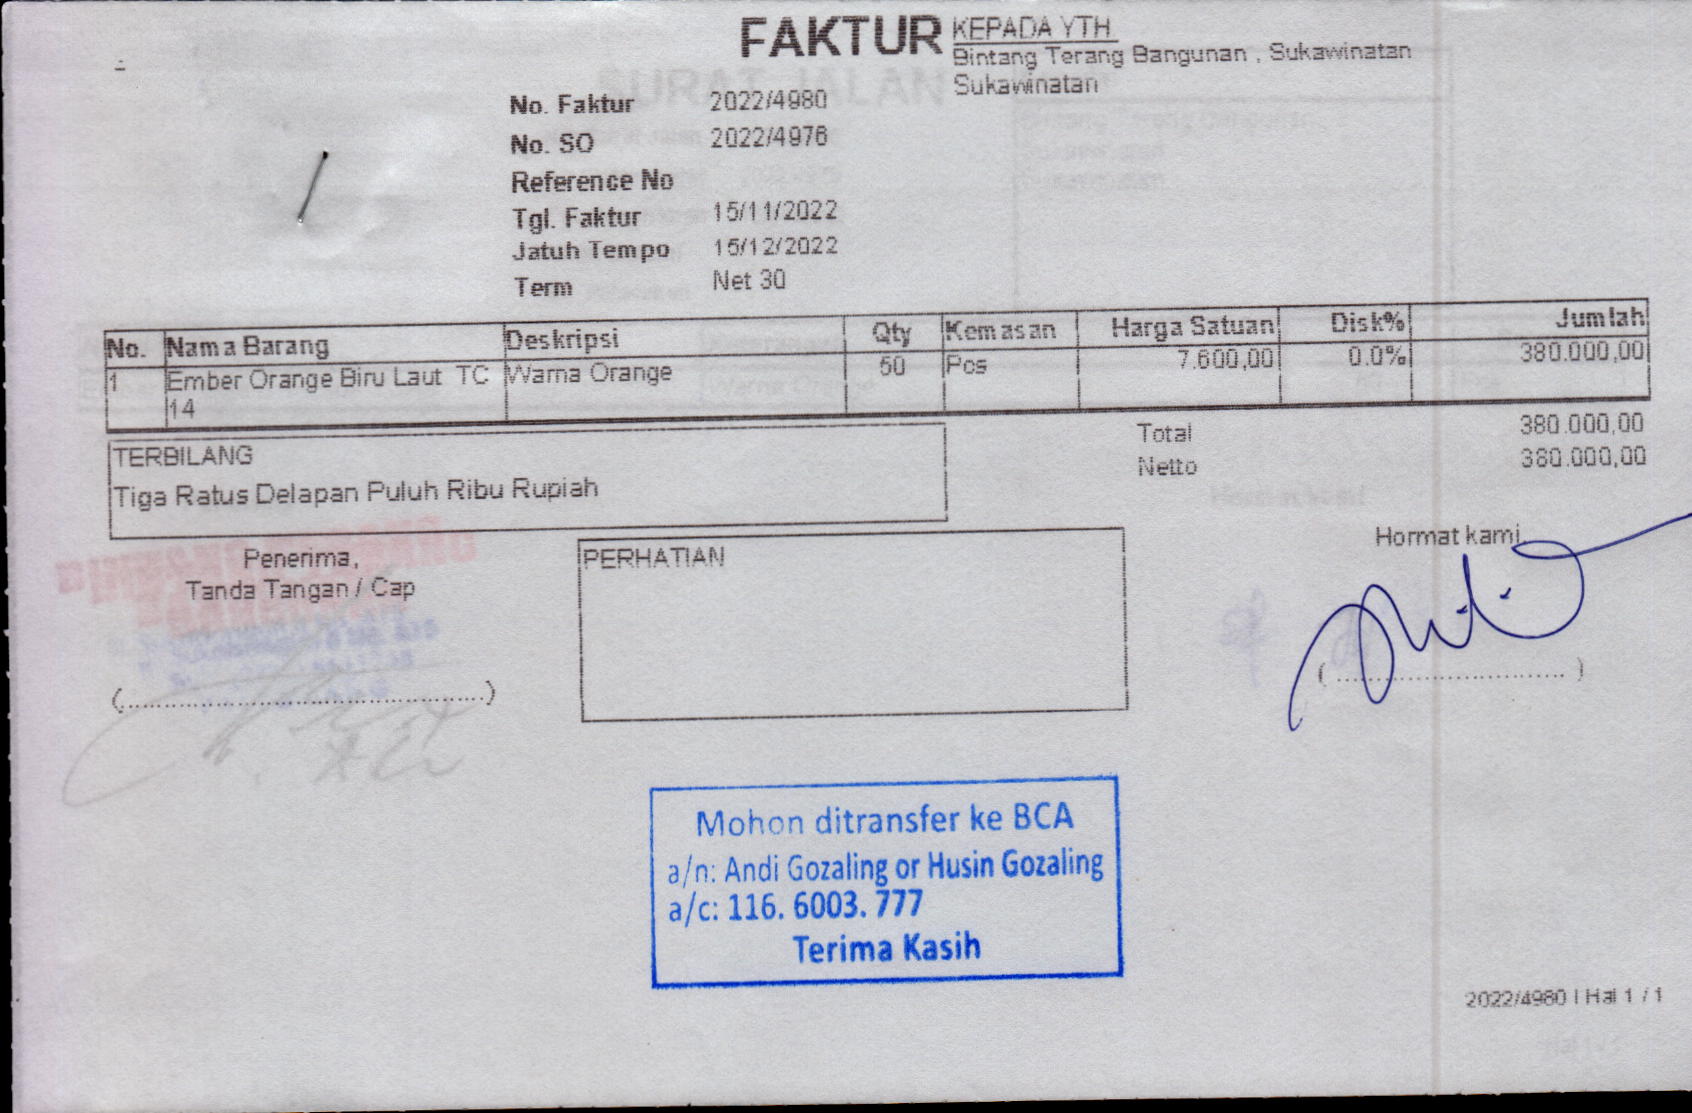 FAKTUR
KEPADA YTH
Bintang Terang Bangunan , Sukawinatan
Sukawinatan
No. Faktur 2022/4980
No. SO 2022/4976
Reference No
Tgl. Faktur 15/11/2022
Jatuh Tempo 15/12/2022
Term Net 30
No. Nama Barang Deskripsi Qty Kemasan Harga Satuan Disk% Jumlah
1 Ember Orange Biru Laut TC Warna Orange 50 Pcs 7.600,00 0.0% 380.000,00
14
Total 380.000,00
Netto 380.000,00
TERBILANG
Tiga Ratus Delapan Puluh Ribu Rupiah
Penerima,
Tanda Tangan / Cap
(..................................................)
PERHATIAN
Hormat kami,
( ................................ )
Mohon ditransfer ke BCA
a/n: Andi Gozaling or Husin Gozaling
a/c: 116. 6003. 777
Terima Kasih
2022/4980 | Hal 1 / 1